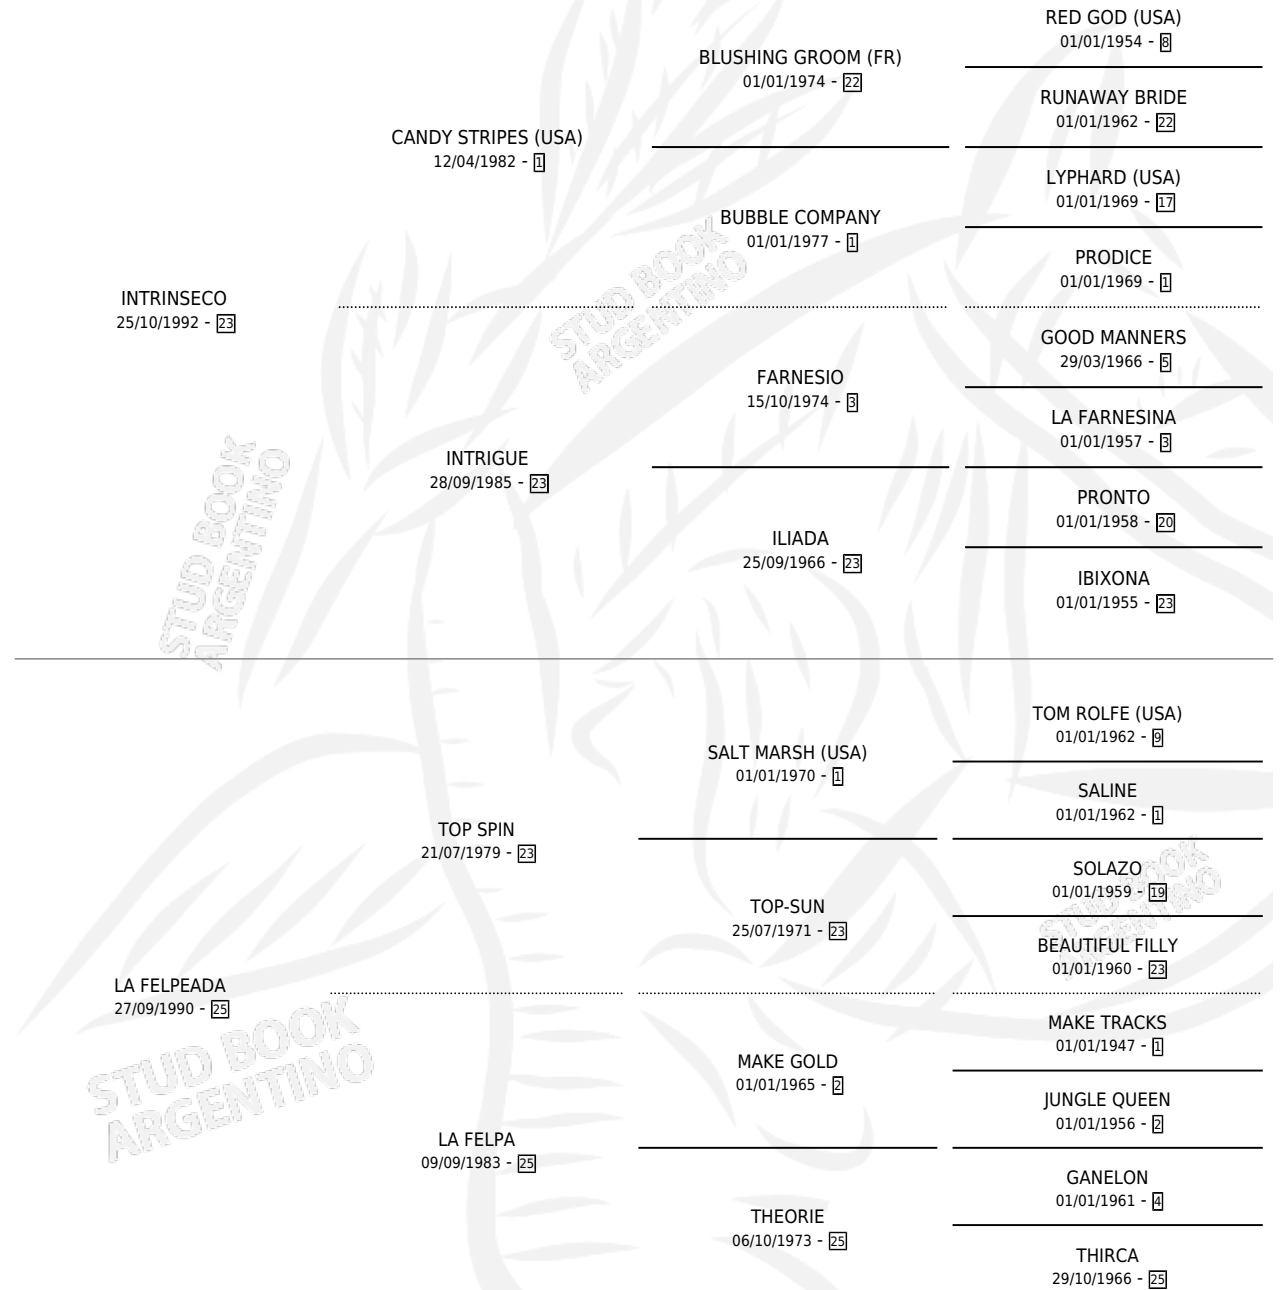 RED GOD (USA)
01/01/1954 - 8
BLUSHING GROOM (FR)
01/01/1974 - 22
RUNAWAY BRIDE
01/01/1962 - 22
CANDY STRIPES (USA)
12/04/1982 - 1
LYPHARD (USA)
01/01/1969 - 17
BUBBLE COMPANY
01/01/1977 - 1
PRODICE
01/01/1969 - 1
INTRINSECO
25/10/1992 - 23
STUD BOOK
ARGENTINO
GOOD MANNERS
29/03/1966 - 5
FARNESIO
15/10/1974 - 3
LA FARNESINA
01/01/1957 - 3
INTRIGUE
28/09/1985 - 23
PRONTO
01/01/1958 - 20
ILIADA
25/09/1966 - 23
IBIXONA
01/01/1955 - 23
STUD BOOK
ARGENTINO
TOM ROLFE (USA)
01/01/1962 - 9
SALT MARSH (USA)
01/01/1970 - 1
SALINE
01/01/1962 - 1
TOP SPIN
21/07/1979 - 23
SOLAZO
01/01/1959 - 19
TOP-SUN
25/07/1971 - 23
BEAUTIFUL FILLY
01/01/1960 - 23
STUD BOOK
ARGENTINO
LA FELPEADA
27/09/1990 - 25
MAKE TRACKS
01/01/1947 - 1
MAKE GOLD
01/01/1965 - 2
JUNGLE QUEEN
01/01/1956 - 2
STUD BOOK
ARGENTINO
LA FELPA
09/09/1983 - 25
GANELON
01/01/1961 - 4
THEORIE
06/10/1973 - 25
THIRCA
29/10/1966 - 25